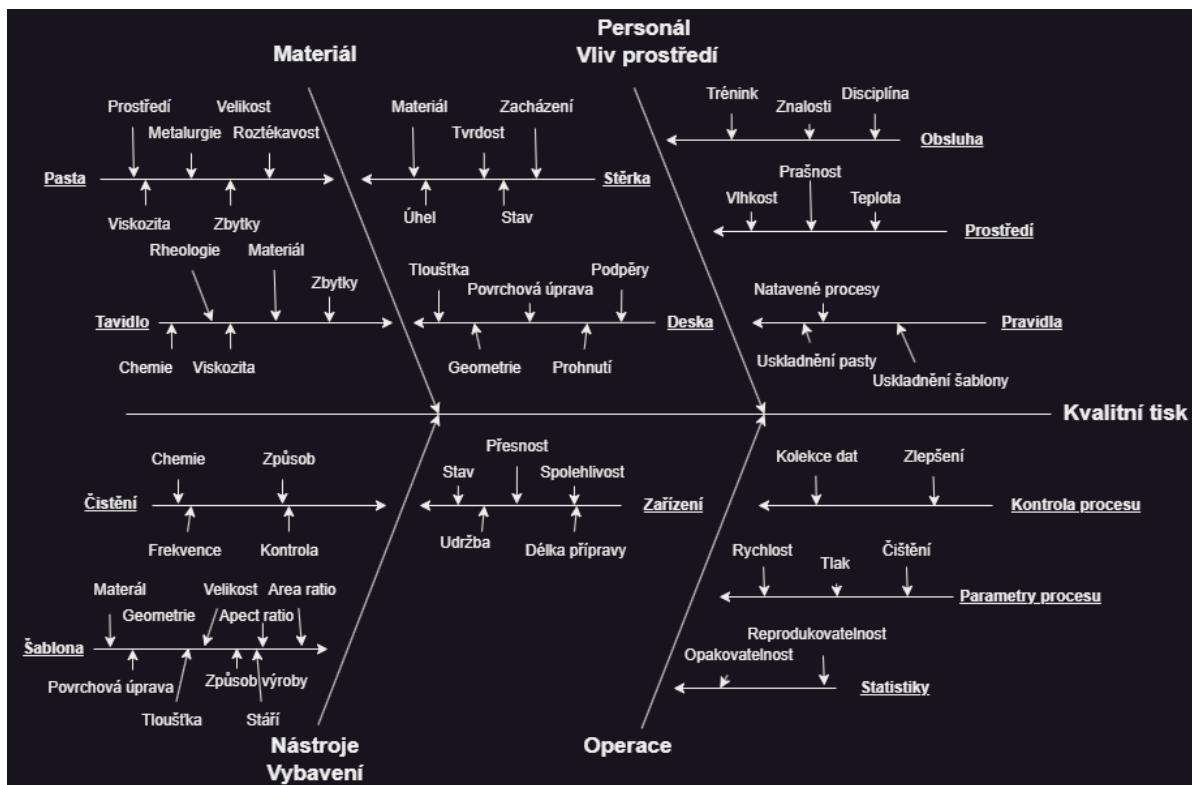 Personál
Vliv prostředí
Materiál
Prostředí
Velikost
Metalurgie
Roztékavost
Pasta
Viskozita
Zbytky
Materiál
Zacházení
Tvrdost
Stěrka
Úhel
Stav
Trénink
Znalosti
Disciplína
Obsluha
Prašnost
Vlhkost
Teplota
Prostředí
Rheologie
Materiál
Zbytky
Tavidlo
Chemie
Viskozita
Tloušťka
Povrchová úprava
Podpěry
Deska
Geometrie
Prohnutí
Natavené procesy
Pravidla
Uskladnění pasty
Uskladnění šablony
Kvalitní tisk
Chemie
Způsob
Čistění
Frekvence
Kontrola
Přesnost
Stav
Spolehlivost
Zařízení
Udržba
Délka přípravy
Kolekce dat
Zlepšení
Kontrola procesu
Rychlost
Tlak
Čištění
Parametry procesu
Materál
Geometrie
Velikost
Area ratio
Apect ratio
Šablona
Povrchová úprava
Způsob výroby
Tloušťka
Stáří
Reprodukovatelnost
Opakovatelnost
Statistiky
Nástroje
Vybavení
Operace